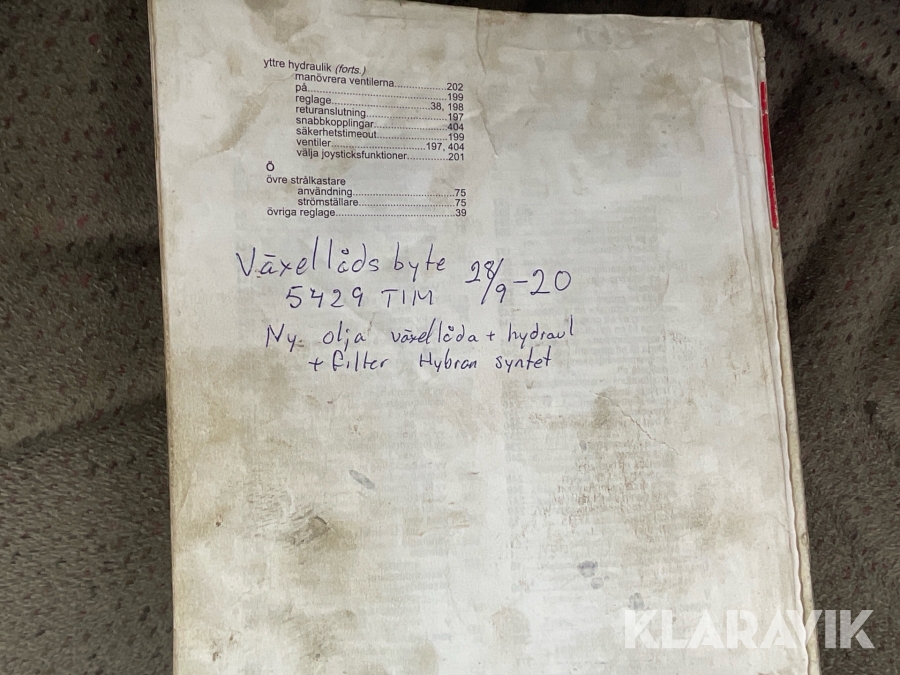 yttre hydraulik (forts.)
manövrera ventilerna................202
på................................................199
reglage...................................38, 198
returanslutning............................197
snabbkopplingar.........................404
säkerhetstimeout........................199
ventiler................................197, 404
välja joysticksfunktioner.............201
Ö
övre strålkastare
användning...................................75
strömställare.................................75
övriga reglage.......................................39
Växellåds byte 28/9-20
5429 TIM
Ny olja växellåda + hydraul
+ filter Hybran syntet
KLARAVIK